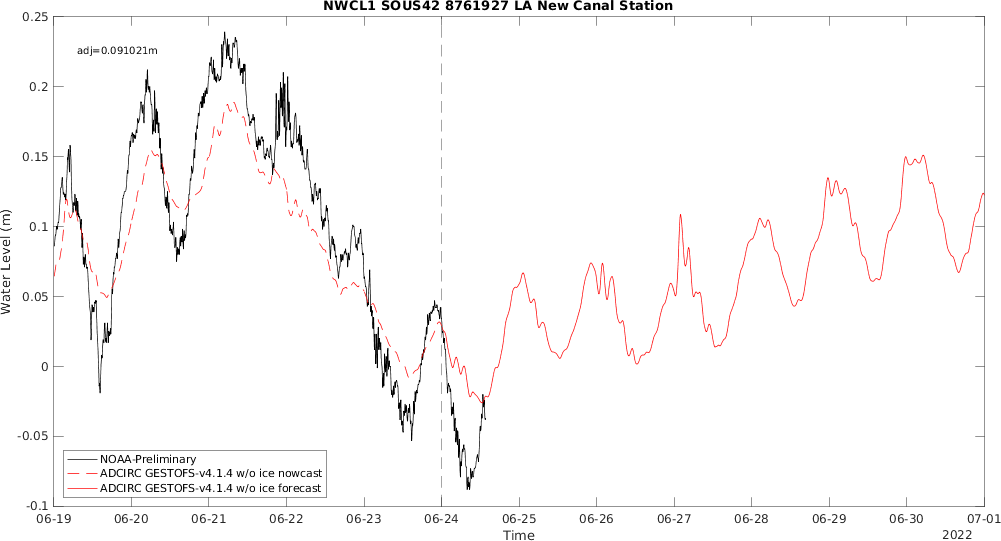 NWCL1 SOUS42 8761927 LA New Canal Station
adj=0.091021m
0.25
0.2
0.15
0.1
0.05
0
-0.05
-0.1
Water Level (m)
NOAA-Preliminary
ADCIRC GESTOFS-v4.1.4 w/o ice nowcast
ADCIRC GESTOFS-v4.1.4 w/o ice forecast
06-19 06-20 06-21 06-22 06-23 06-24 06-25 06-26 06-27 06-28 06-29 06-30 07-01
Time
2022